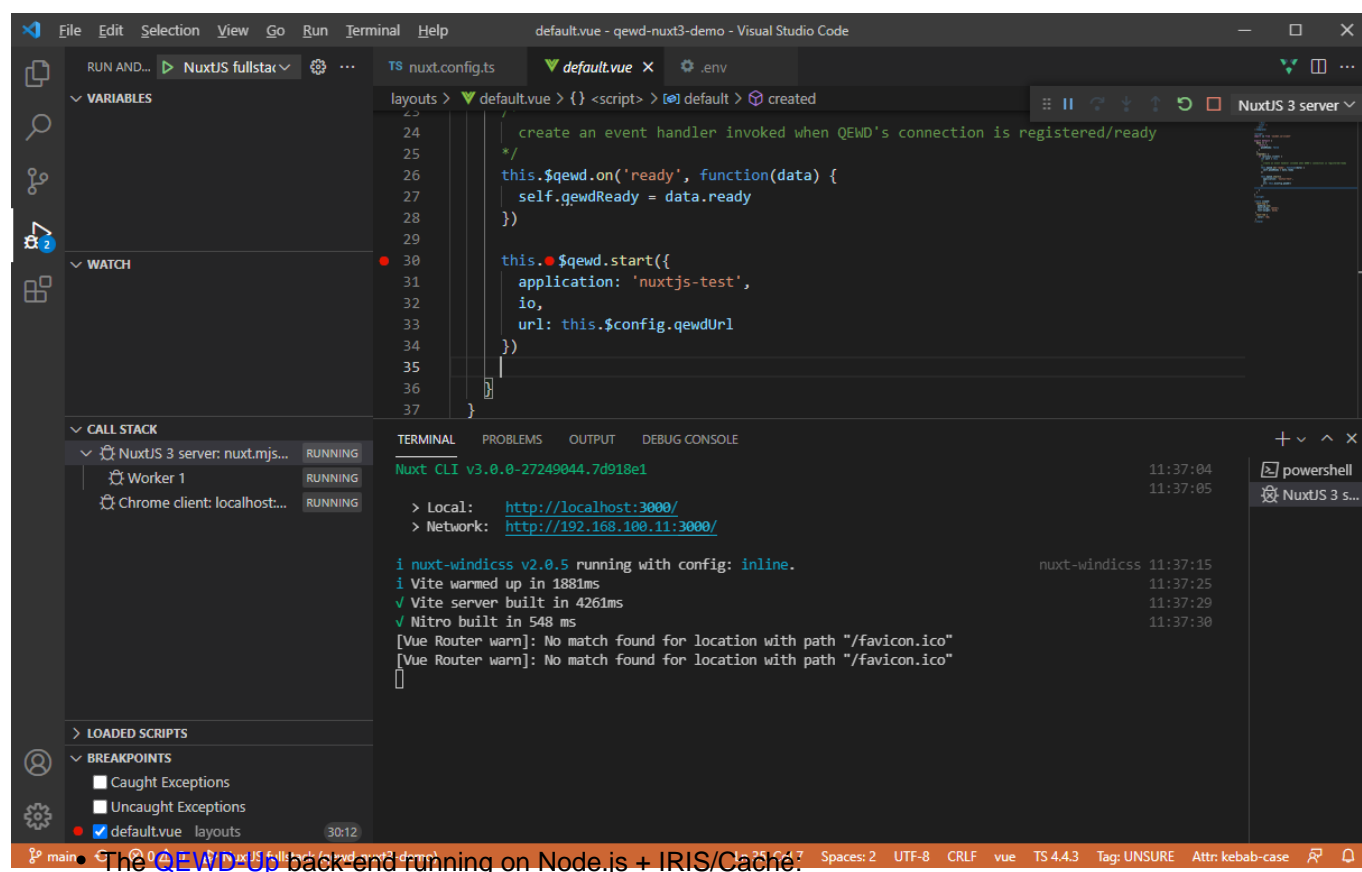 File Edit Selection View Go Run Terminal Help default.vue - qewd-nuxt3-demo - Visual Studio Code
RUN AND... NuxtJS fullstac ...
TS nuxt.config.ts default.vue .env
VARIABLES
layouts > default.vue > {} <script> > default > created
NuxtJS 3 server
24 create an event handler invoked when QEWD's connection is registered/ready
25 */
26 this.$qewd.on('ready', function(data) {
27 self.qewdReady = data.ready
28 })
29
30 this.$qewd.start({
31 application: 'nuxtjs-test',
32 io,
33 url: this.$config.qewdUrl
34 })
35
36 }
37 }
WATCH
CALL STACK
NuxtJS 3 server: nuxt.mjs... RUNNING
Worker 1 RUNNING
Chrome client: localhost:... RUNNING
2
TERMINAL PROBLEMS OUTPUT DEBUG CONSOLE
Nuxt CLI v3.0.0-27249044.7d918e1 11:37:04
11:37:05
> Local: http://localhost:3000/
> Network: http://192.168.100.11:3000/
i nuxt-windicss v2.0.5 running with config: inline. nuxt-windicss 11:37:15
i Vite warmed up in 1881ms 11:37:25
√ Vite server built in 4261ms 11:37:29
√ Nitro built in 548 ms 11:37:30
[Vue Router warn]: No match found for location with path "/favicon.ico"
[Vue Router warn]: No match found for location with path "/favicon.ico"
powershell
NuxtJS 3 s...
LOADED SCRIPTS
BREAKPOINTS
Caught Exceptions
Uncaught Exceptions
default.vue layouts 30:12
main Spaces: 2 UTF-8 CRLF vue TS 4.4.3 Tag: UNSURE Attr: kebab-case
• The QEWD-Up back-end running on Node.js + IRIS/Caché: